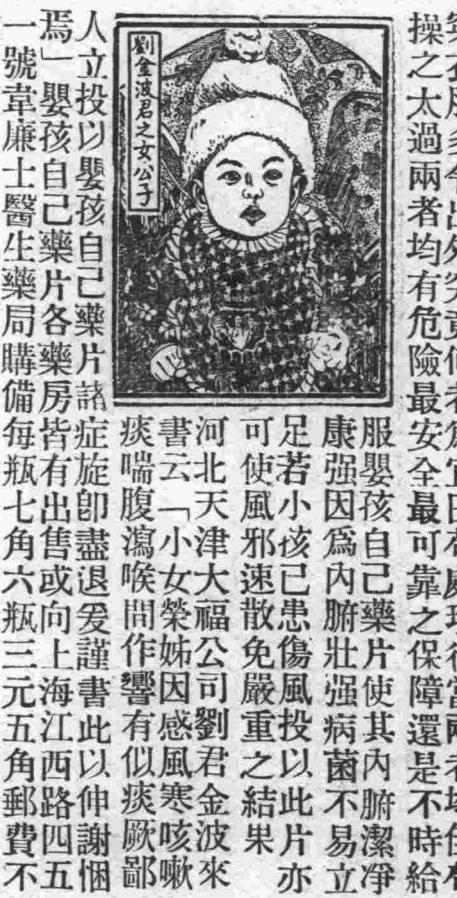 操之太過兩者均有危險最安全最可靠之保障還是不時給
服嬰孩自己藥片使其內腑潔淨
康强因爲內腑壯强病菌不易立
足若小孩已患傷風投以此片亦
可使風邪速散免嚴重之結果
劉金波君之女公子
河北天津大福公司劉君金波來
書云「小女榮姊因感風寒咳嗽
痰喘腹瀉喉間作響有似痰厥鄙
人立投以嬰孩自己藥片諸症旋卽盡退爰謹書此以伸謝悃
焉」嬰孩自己藥片各藥房皆有出售或向上海江西路四五
一號韋廉士醫生藥局購備每瓶七角六瓶三元五角郵費不